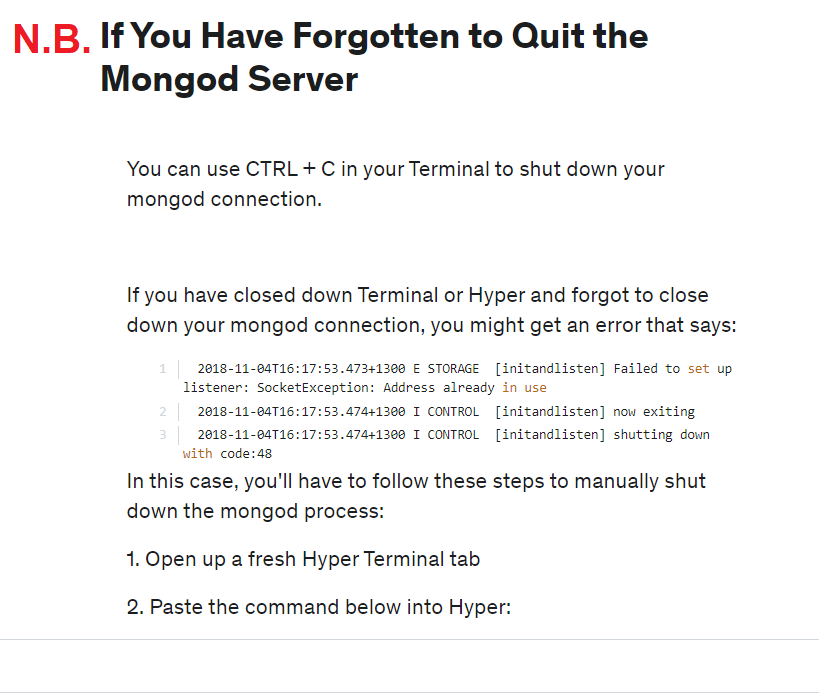 N.B. If You Have Forgotten to Quit the
Mongod Server
You can use CTRL + C in your Terminal to shut down your
mongod connection.
If you have closed down Terminal or Hyper and forgot to close
down your mongod connection, you might get an error that says:
1 2018-11-04T16:17:53.473+1300 E STORAGE [initandlisten] Failed to set up
listener: SocketException: Address already in use
2 2018-11-04T16:17:53.474+1300 I CONTROL [initandlisten] now exiting
3 2018-11-04T16:17:53.474+1300 I CONTROL [initandlisten] shutting down
with code:48
In this case, you'll have to follow these steps to manually shut
down the mongod process:
1. Open up a fresh Hyper Terminal tab
2. Paste the command below into Hyper: